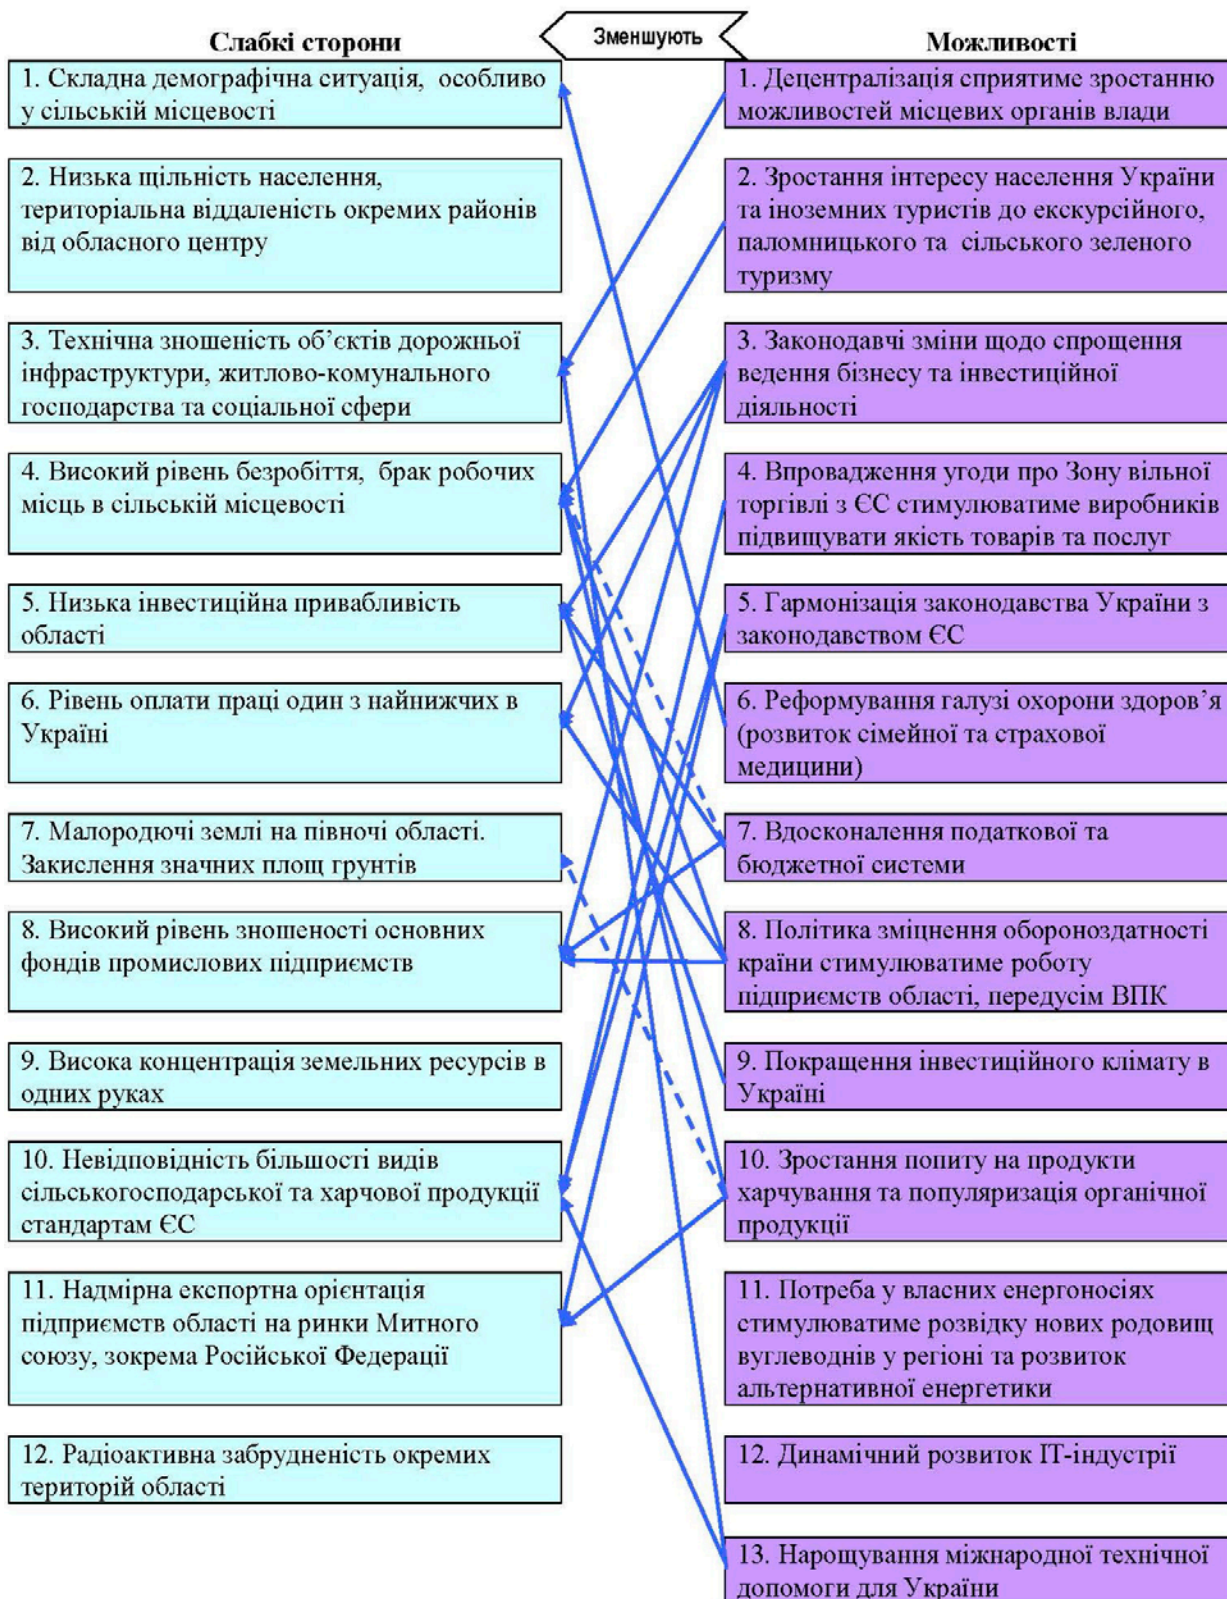 Зменшують
Слабкі сторони
1. Складна демографічна ситуація, особливо
у сільській місцевості
2. Низька щільність населення,
територіальна віддаленість окремих районів
від обласного центру
3. Технічна зношеність об’єктів дорожньої
інфраструктури, житлово-комунального
господарства та соціальної сфери
4. Високий рівень безробіття, брак робочих
місць в сільській місцевості
5. Низька інвестиційна привабливість
області
6. Рівень оплати праці один з найнижчих в
Україні
7. Малородючі землі на півночі області.
Закислення значних площ грунтів
8. Високий рівень зношеності основних
фондів промислових підприємств
9. Висока концентрація земельних ресурсів в
одних руках
10. Невідповідність більшості видів
сільськогосподарської та харчової продукції
стандартам ЄС
11. Надмірна експортна орієнтація
підприємств області на ринки Митного
союзу, зокрема Російської Федерації
12. Радіоактивна забрудненість окремих
територій області
Можливості
1. Децентралізація сприятиме зростанню
можливостей місцевих органів влади
2. Зростання інтересу населення України
та іноземних туристів до екскурсійного,
паломницького та сільського зеленого
туризму
3. Законодавчі зміни щодо спрощення
ведення бізнесу та інвестиційної
діяльності
4. Впровадження угоди про Зону вільної
торгівлі з ЄС стимулюватиме виробників
підвищувати якість товарів та послуг
5. Гармонізація законодавства України з
законодавством ЄС
6. Реформування галузі охорони здоров’я
(розвиток сімейної та страхової
медицини)
7. Вдосконалення податкової та
бюджетної системи
8. Політика зміцнення обороноздатності
країни стимулюватиме роботу
підприємств області, передусім ВПК
9. Покращення інвестиційного клімату в
Україні
10. Зростання попиту на продукти
харчування та популяризація органічної
продукції
11. Потреба у власних енергоносіях
стимулюватиме розвідку нових родовищ
вуглеводнів у регіоні та розвиток
альтернативної енергетики
12. Динамічний розвиток ІТ-індустрії
13. Нарощування міжнародної технічної
допомоги для України